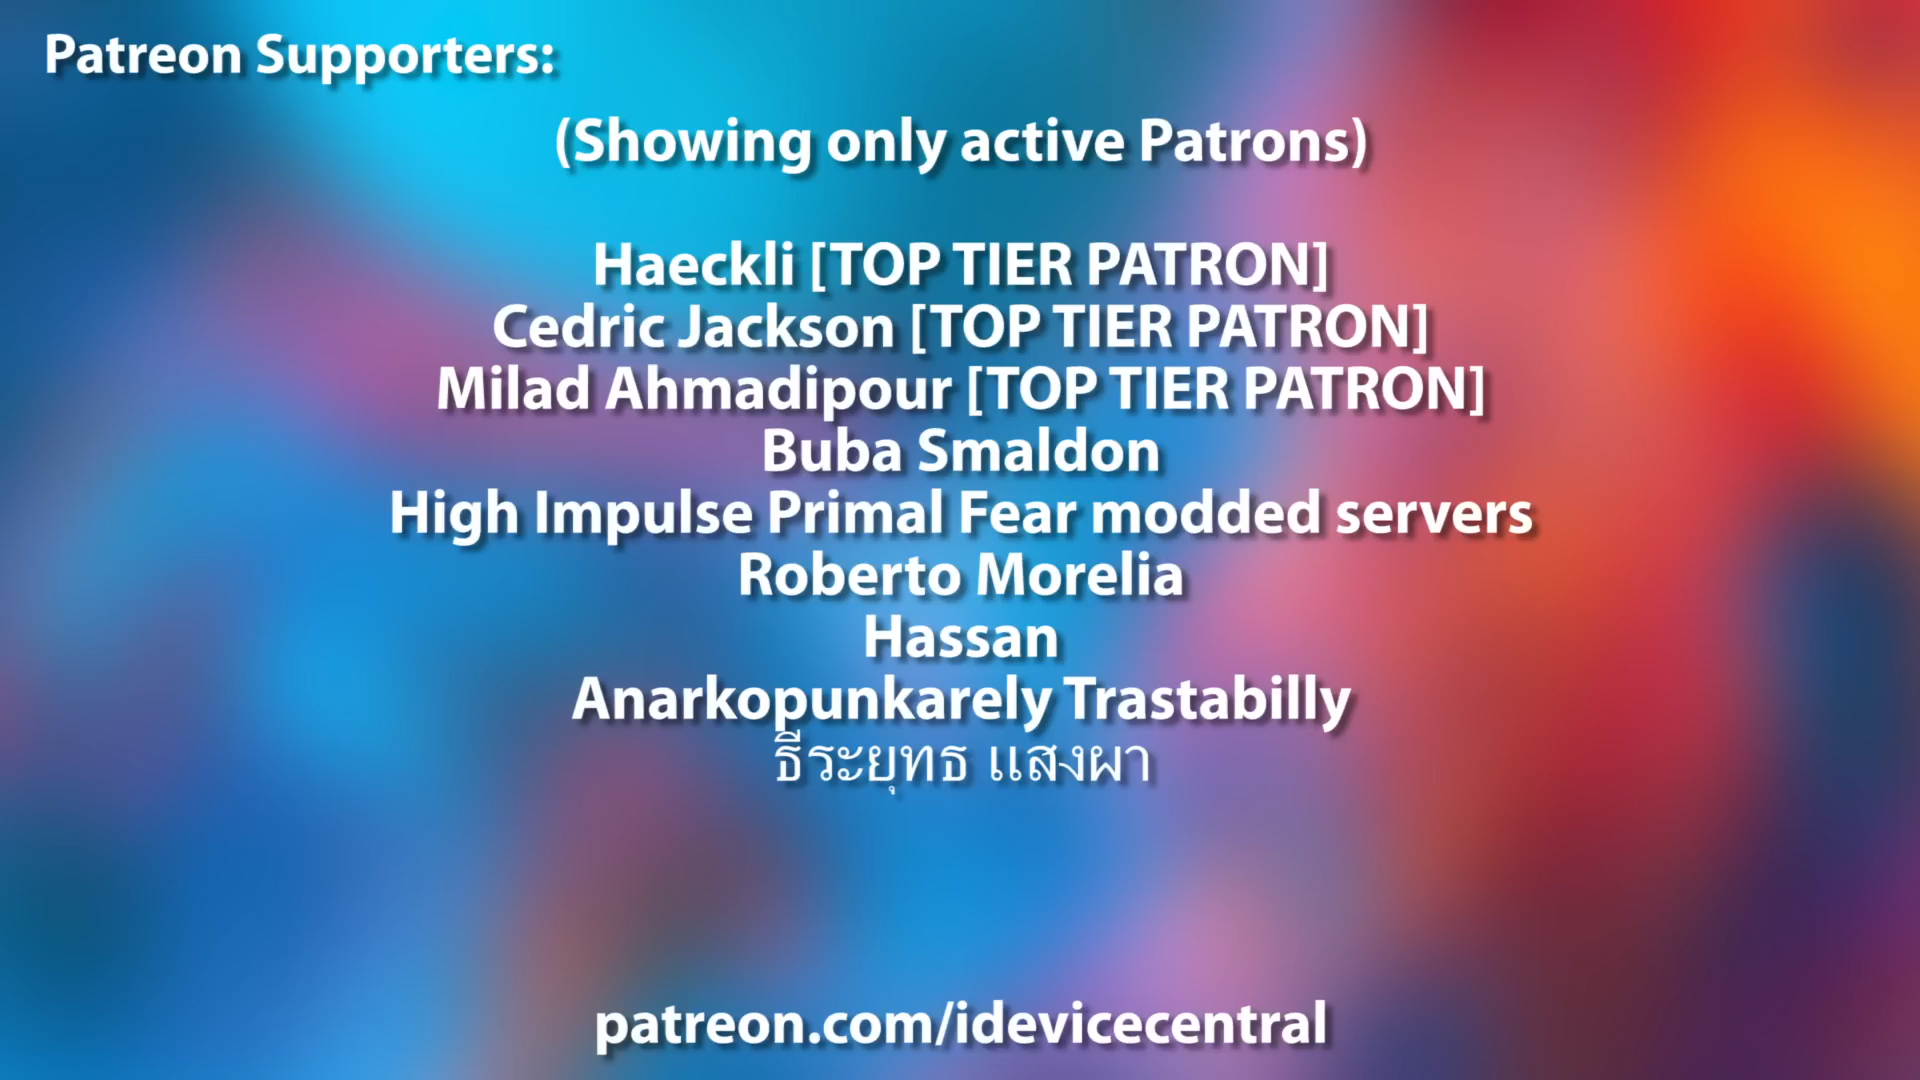 Patreon Supporters:
(Showing only active Patrons)
Haeckli [TOP TIER PATRON]
Cedric Jackson [TOP TIER PATRON]
Milad Ahmadipour [TOP TIER PATRON]
Buba Smaldon
High Impulse Primal Fear modded servers
Roberto Morelia
Hassan
Anarkopunkarely Trastabilly
ธีระยุทธ แสงผา
patreon.com/idevicecentral